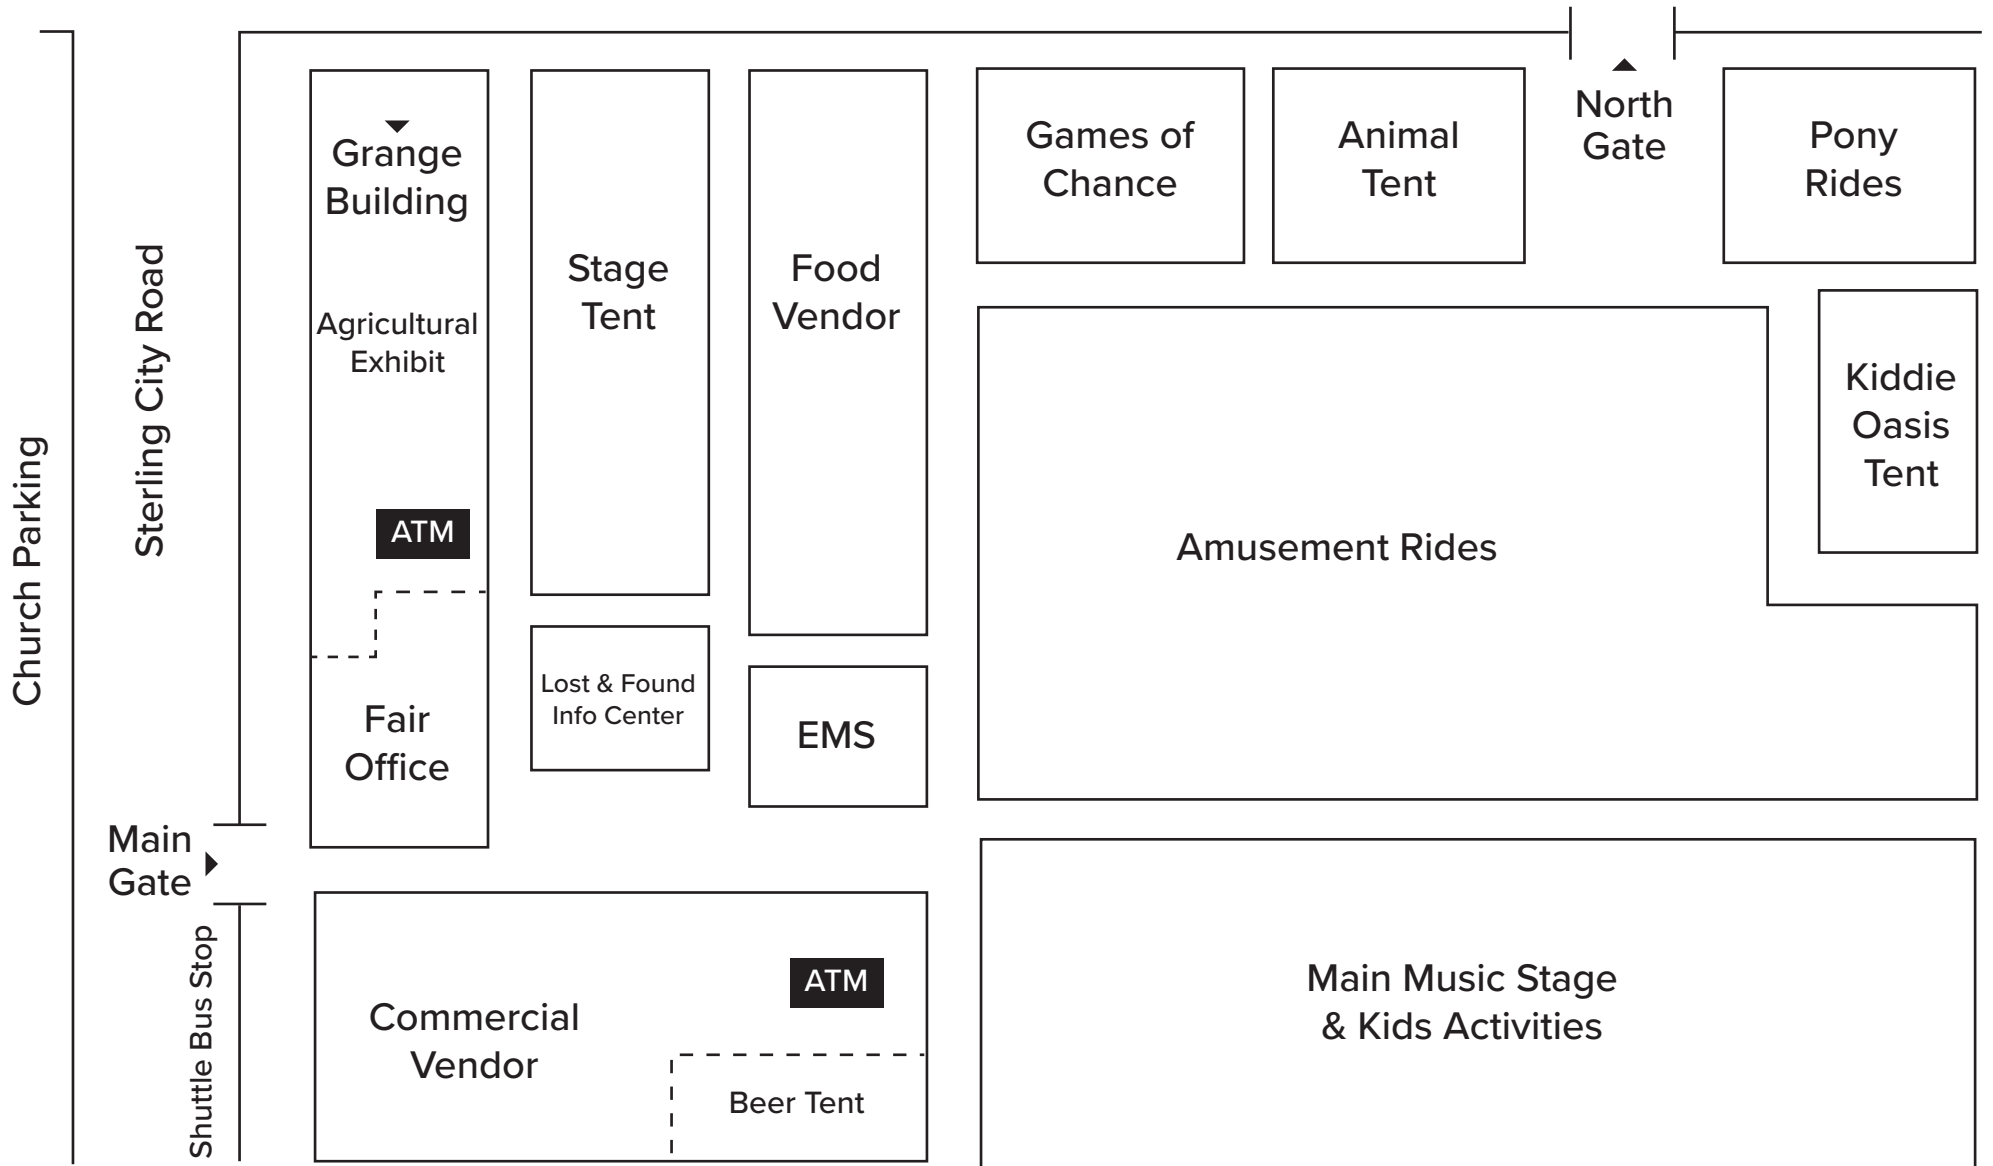 Church Parking
Sterling City Road
Main
Gate
Shuttle Bus Stop
Grange
Building
Agricultural
Exhibit
ATM
Fair
Office
Stage
Tent
Lost & Found
Info Center
Food
Vendor
EMS
Commercial
Vendor
ATM
Beer Tent
Games of
Chance
Animal
Tent
North
Gate
Pony
Rides
Kiddie
Oasis
Tent
Amusement Rides
Main Music Stage
& Kids Activities